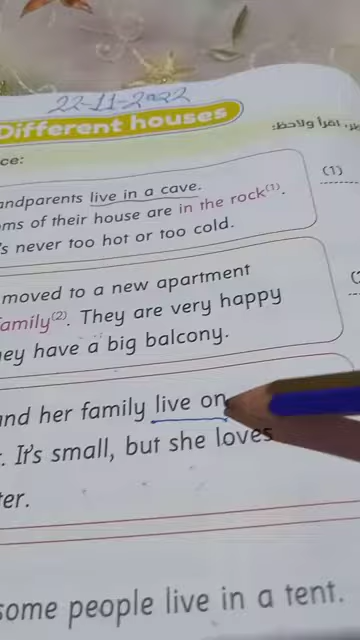 22-11-2022
Different houses
اقرأ ولاحظ:
ce:
(1)
andparents live in a cave.
ms of their house are in the rock(1).
's never too hot or too cold.
moved to a new apartment
family(2). They are very happy
ey have a big balcony.
and her family live on
. It's small, but she loves
ter.
some people live in a tent.